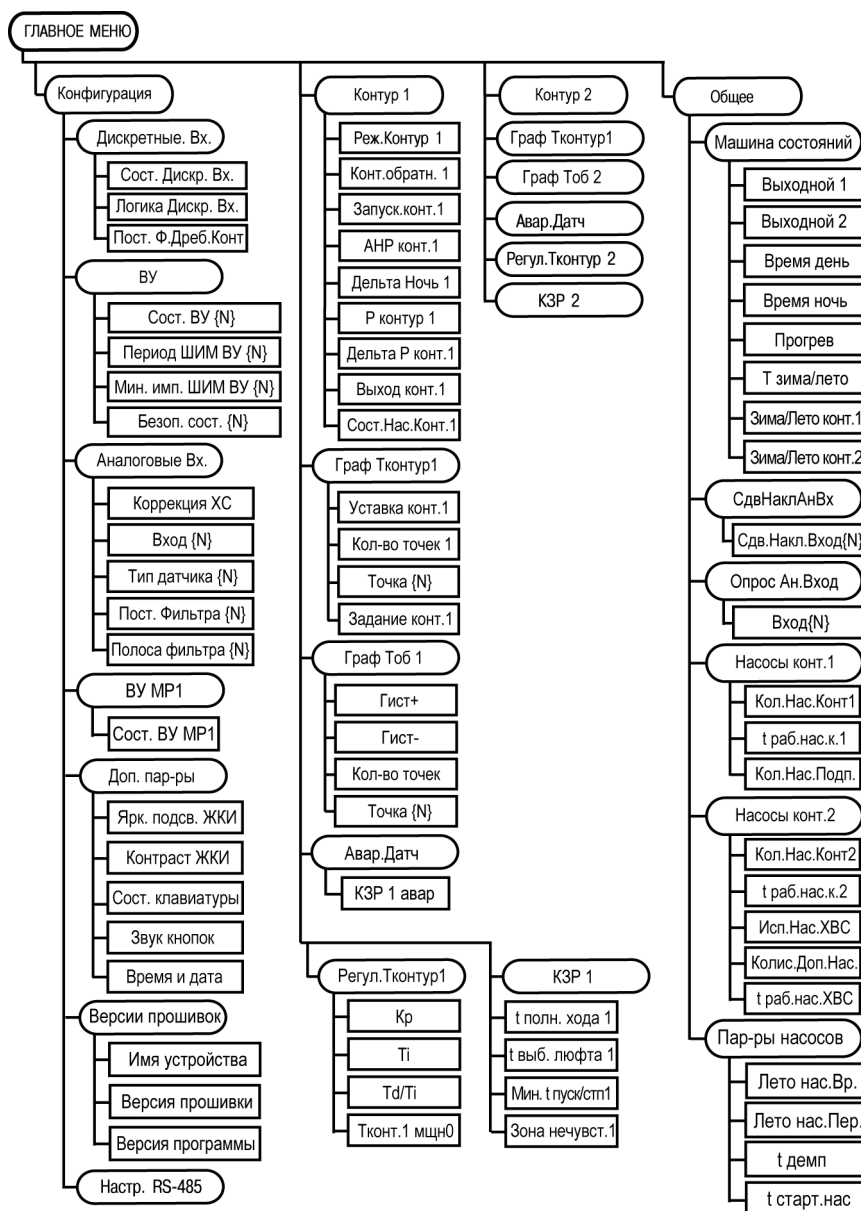 ГЛАВНОЕ МЕНЮ
Конфигурация
Дискретные. Вх.
Сост. Дискр. Вх.
Логика Дискр. Вх.
Пост. Ф.Дреб.Конт
ВУ
Сост. ВУ {N}
Период ШИМ ВУ {N}
Мин. имп. ШИМ ВУ {N}
Безоп. сост. {N}
Аналоговые Вх.
Коррекция ХС
Вход {N}
Тип датчика {N}
Пост. Фильтра {N}
Полоса фильтра {N}
ВУ МР1
Сост. ВУ МР1
Доп. пар-ры
Ярк. подсв. ЖКИ
Контраст ЖКИ
Сост. клавиатуры
Звук кнопок
Время и дата
Версии прошивок
Имя устройства
Версия прошивки
Версия программы
Настр. RS-485
Контур 1
Реж.Контур 1
Конт.обратн. 1
Запуск.конт.1
АНР конт.1
Дельта Ночь 1
Р контур 1
Дельта Р конт.1
Выход конт.1
Сост.Нас.Конт.1
Граф Тконтур1
Уставка конт.1
Кол-во точек 1
Точка {N}
Задание конт.1
Граф Тоб 1
Гист+
Гист-
Кол-во точек
Точка {N}
Авар.Датч
КЗР 1 авар
Регул.Тконтур1
Кр
Ti
Td/Ti
Тконт.1 мщн0
КЗР 1
t полн. хода 1
t выб. люфта 1
Мин. t пуск/стп1
Зона нечувст.1
Контур 2
Граф Тконтур1
Граф Тоб 2
Авар.Датч
Регул.Тконтур 2
КЗР 2
Общее
Машина состояний
Выходной 1
Выходной 2
Время день
Время ночь
Прогрев
Т зима/лето
Зима/Лето конт.1
Зима/Лето конт.2
СдвНаклАнВх
Сдв.Накл.Вход{N}
Опрос Ан.Вход
Вход{N}
Насосы конт.1
Кол.Нас.Конт1
t раб.нас.к.1
Кол.Нас.Подп.
Насосы конт.2
Кол.Нас.Конт2
t раб.нас.к.2
Исп.Нас.ХВС
Колис.Доп.Нас.
t раб.нас.ХВС
Пар-ры насосов
Лето нас.Вр.
Лето нас.Пер.
t демп
t старт.нас